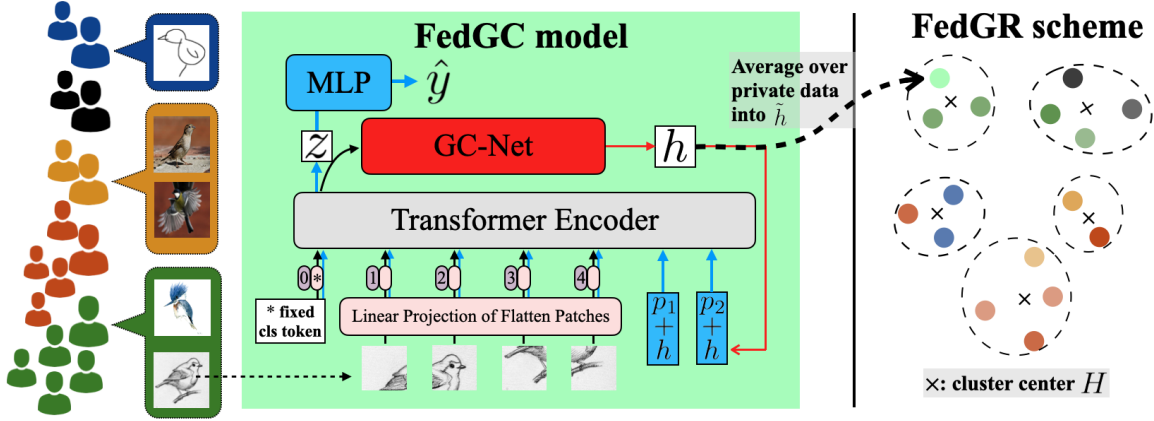 FedGC model
FedGR scheme
MLP
ŷ
Average over
private data
into h̃
z
GC-Net
h
Transformer Encoder
0 * 1 2 3 4
* fixed
cls token
Linear Projection of Flatten Patches
p₁
+
h
p₂
+
h
×: cluster center H